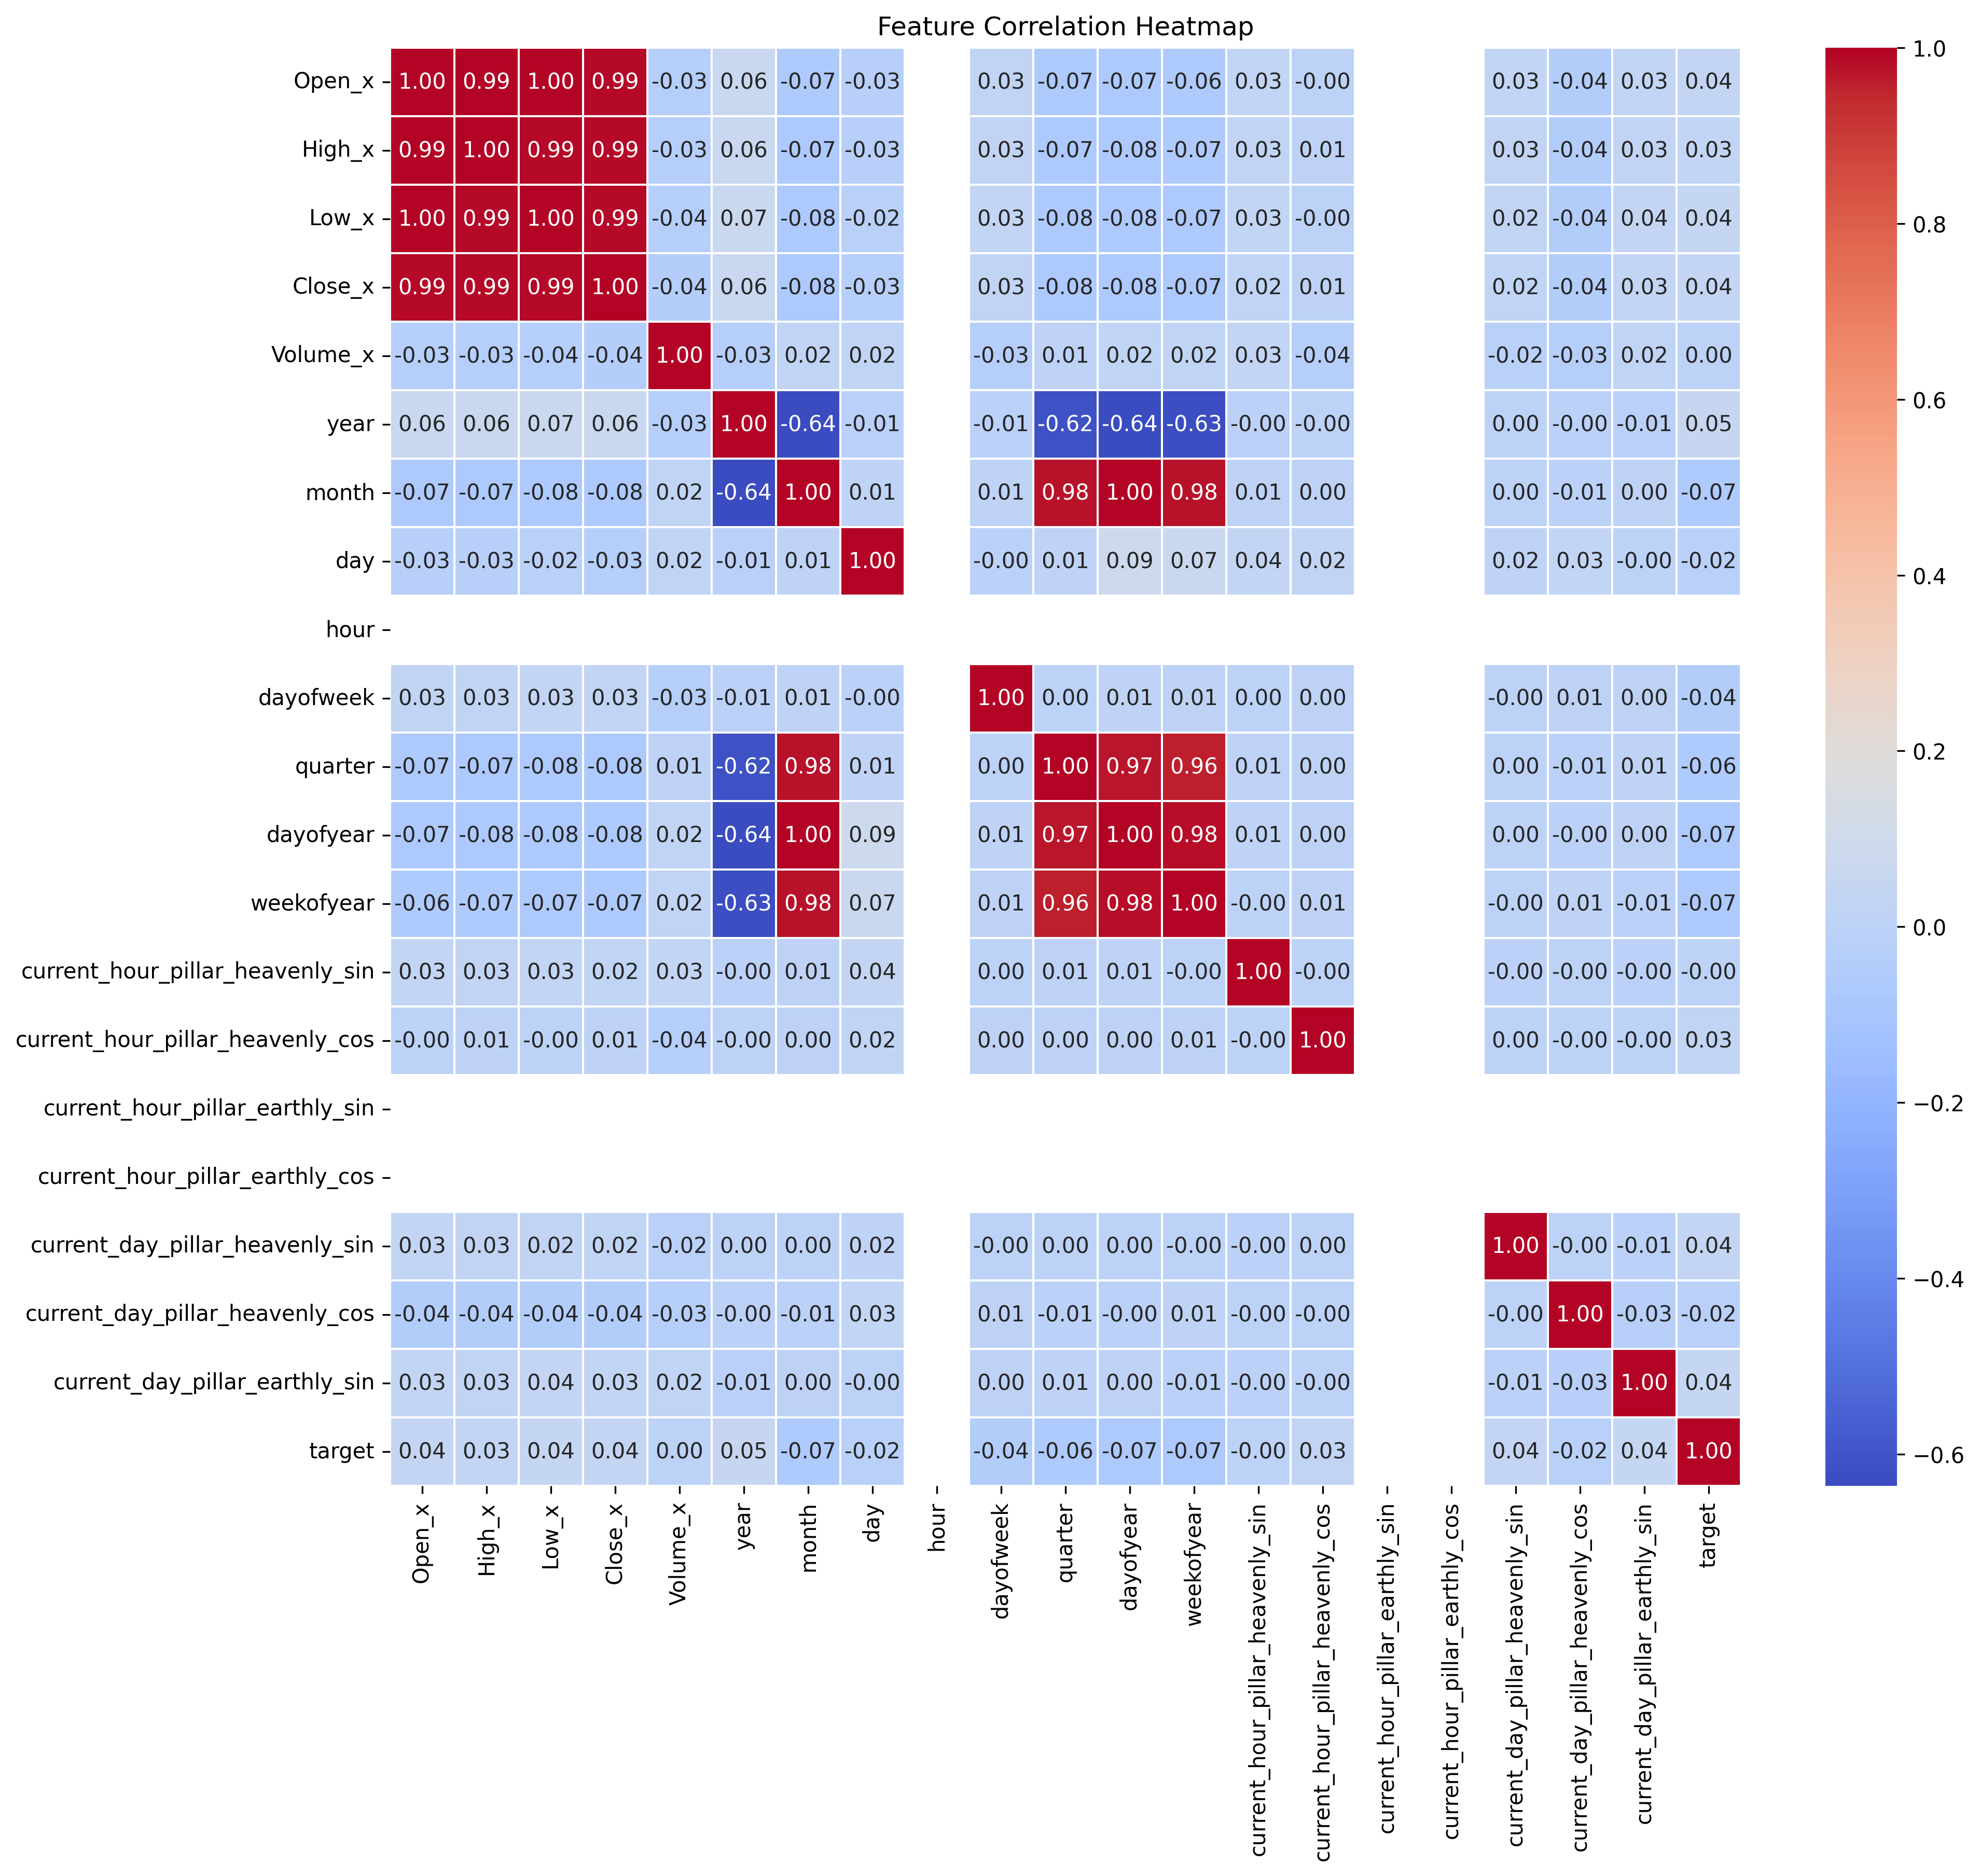 Feature Correlation Heatmap
Open_x 1.00 0.99 1.00 0.99 -0.03 0.06 -0.07 -0.03 0.03 -0.07 -0.07 -0.06 0.03 -0.00 0.03 -0.04 0.03 0.04
High_x 0.99 1.00 0.99 0.99 -0.03 0.06 -0.07 -0.03 0.03 -0.07 -0.08 -0.07 0.03 0.01 0.03 -0.04 0.03 0.03
Low_x 1.00 0.99 1.00 0.99 -0.04 0.07 -0.08 -0.02 0.03 -0.08 -0.08 -0.07 0.03 -0.00 0.02 -0.04 0.04 0.04
Close_x 0.99 0.99 0.99 1.00 -0.04 0.06 -0.08 -0.03 0.03 -0.08 -0.08 -0.07 0.02 0.01 0.02 -0.04 0.03 0.04
Volume_x -0.03 -0.03 -0.04 -0.04 1.00 -0.03 0.02 0.02 -0.03 0.01 0.02 0.02 0.03 -0.04 -0.02 -0.03 0.02 0.00
year 0.06 0.06 0.07 0.06 -0.03 1.00 -0.64 -0.01 -0.01 -0.62 -0.64 -0.63 -0.00 -0.00 0.00 -0.00 -0.01 0.05
month -0.07 -0.07 -0.08 -0.08 0.02 -0.64 1.00 0.01 0.01 0.98 1.00 0.98 0.01 0.00 0.00 -0.01 0.00 -0.07
day -0.03 -0.03 -0.02 -0.03 0.02 -0.01 0.01 1.00 -0.00 0.01 0.09 0.07 0.04 0.02 0.02 0.03 -0.00 -0.02
hour
dayofweek 0.03 0.03 0.03 0.03 -0.03 -0.01 0.01 -0.00 1.00 0.00 0.01 0.01 0.00 0.00 -0.00 0.01 0.00 -0.04
quarter -0.07 -0.07 -0.08 -0.08 0.01 -0.62 0.98 0.01 0.00 1.00 0.97 0.96 0.01 0.00 0.00 -0.01 0.01 -0.06
dayofyear -0.07 -0.08 -0.08 -0.08 0.02 -0.64 1.00 0.09 0.01 0.97 1.00 0.98 0.01 0.00 0.00 -0.00 0.00 -0.07
weekofyear -0.06 -0.07 -0.07 -0.07 0.02 -0.63 0.98 0.07 0.01 0.96 0.98 1.00 -0.00 0.01 -0.00 0.01 -0.01 -0.07
current_hour_pillar_heavenly_sin 0.03 0.03 0.03 0.02 0.03 -0.00 0.01 0.04 0.00 0.01 0.01 -0.00 1.00 -0.00 -0.00 -0.00 -0.00 -0.00
current_hour_pillar_heavenly_cos -0.00 0.01 -0.00 0.01 -0.04 -0.00 0.00 0.02 0.00 0.00 0.00 0.01 -0.00 1.00 0.00 -0.00 -0.00 0.03
current_hour_pillar_earthly_sin
current_hour_pillar_earthly_cos
current_day_pillar_heavenly_sin 0.03 0.03 0.02 0.02 -0.02 0.00 0.00 0.02 -0.00 0.00 0.00 -0.00 -0.00 0.00 1.00 -0.00 -0.01 0.04
current_day_pillar_heavenly_cos -0.04 -0.04 -0.04 -0.04 -0.03 -0.00 -0.01 0.03 0.01 -0.01 -0.00 0.01 -0.00 -0.00 -0.00 1.00 -0.03 -0.02
current_day_pillar_earthly_sin 0.03 0.03 0.04 0.03 0.02 -0.01 0.00 -0.00 0.00 0.01 0.00 -0.01 -0.00 -0.00 -0.01 -0.03 1.00 0.04
target 0.04 0.03 0.04 0.04 0.00 0.05 -0.07 -0.02 -0.04 -0.06 -0.07 -0.07 -0.00 0.03 0.04 -0.02 0.04 1.00
Open_x
High_x
Low_x
Close_x
Volume_x
year
month
day
hour
dayofweek
quarter
dayofyear
weekofyear
current_hour_pillar_heavenly_sin
current_hour_pillar_heavenly_cos
current_hour_pillar_earthly_sin
current_hour_pillar_earthly_cos
current_day_pillar_heavenly_sin
current_day_pillar_heavenly_cos
current_day_pillar_earthly_sin
target
1.0
0.8
0.6
0.4
0.2
0.0
−0.2
−0.4
−0.6